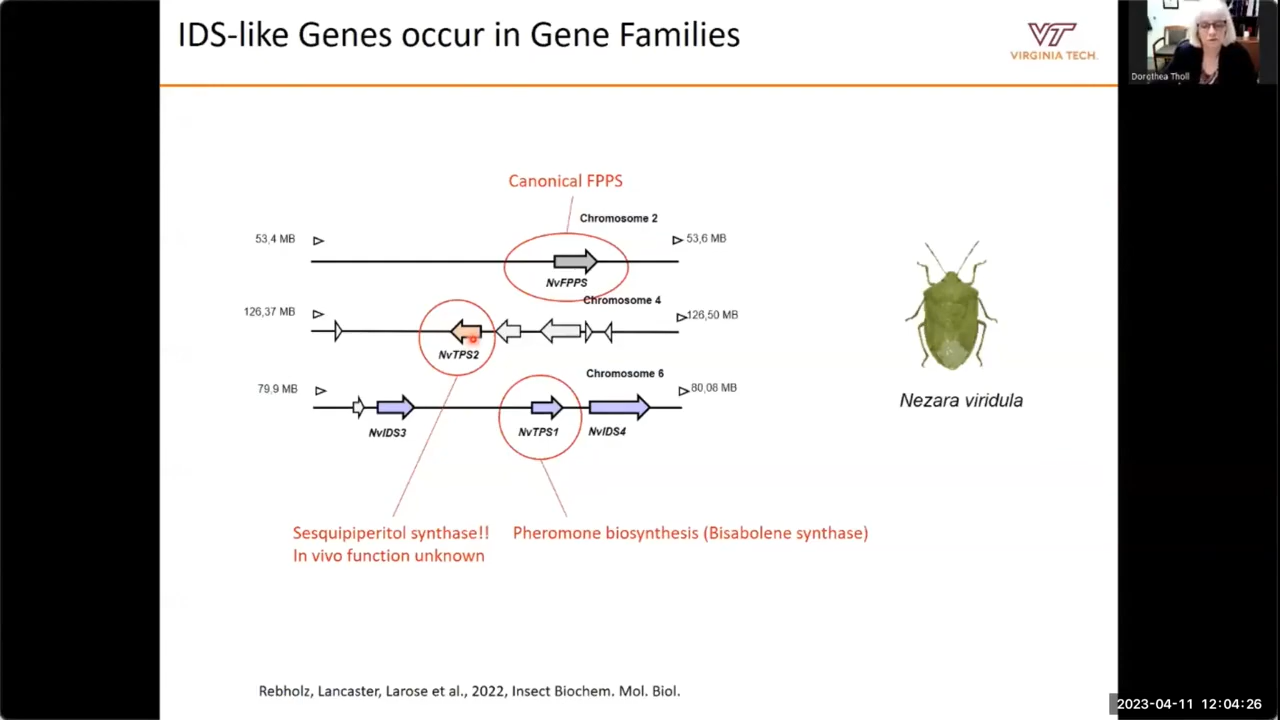 IDS-like Genes occur in Gene Families
VT
VIRGINIA TECH.
Dorothea Tholl
Canonical FPPS
Chromosome 2
53,4 MB
53,6 MB
NvFPPS
Chromosome 4
126,37 MB
126,50 MB
NvTPS2
Chromosome 6
79,9 MB
80,08 MB
NvIDS3
NvTPS1
NvIDS4
Nezara viridula
Sesquipiperitol synthase!!
In vivo function unknown
Pheromone biosynthesis (Bisabolene synthase)
Rebholz, Lancaster, Larose et al., 2022, Insect Biochem. Mol. Biol.
2023-04-11 12:04:26